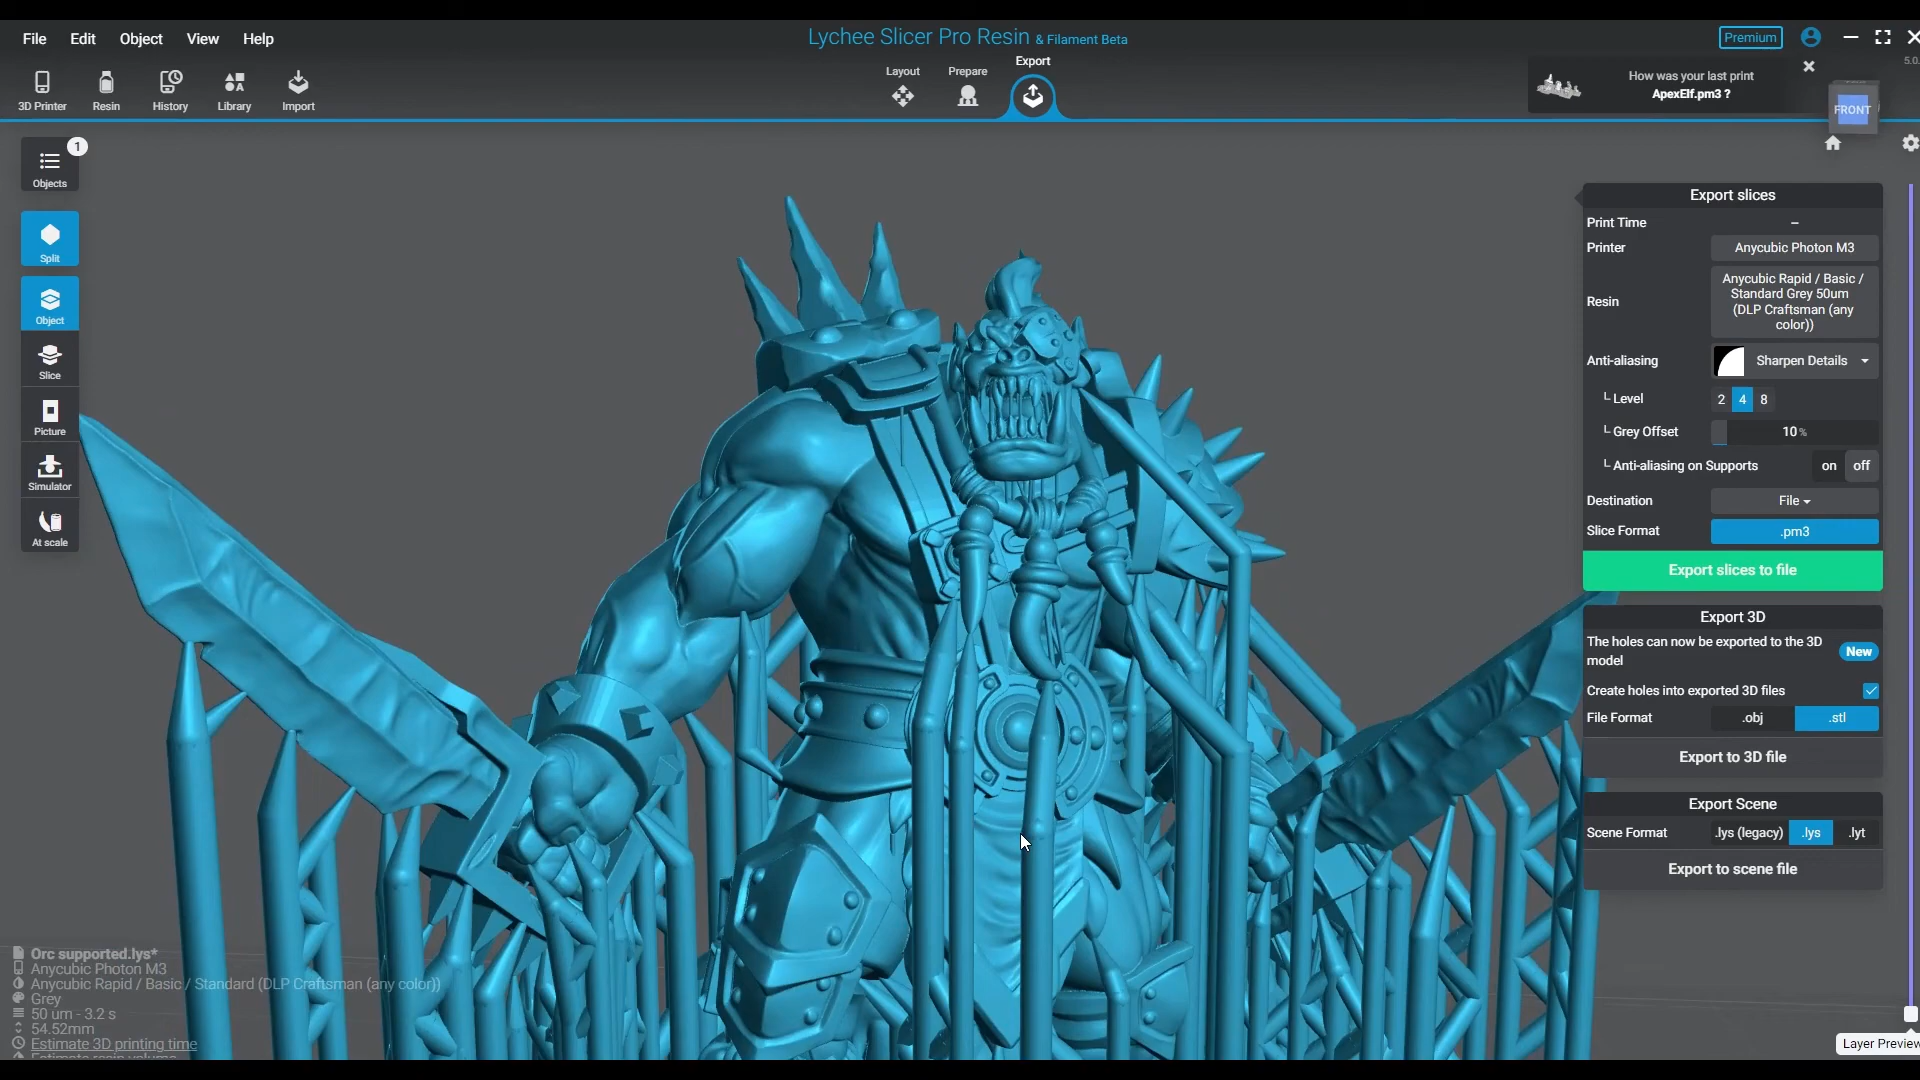 File Edit Object View Help
Lychee Slicer Pro Resin & Filament Beta
Premium
3D Printer Resin History Library Import
Layout Prepare Export
How was your last print
ApexElf.pm3 ?
5.0.
FRONT
1
Objects
Split
Object
Slice
Picture
Simulator
At scale
Export slices
Print Time –
Printer Anycubic Photon M3
Resin
Anycubic Rapid / Basic /
Standard Grey 50um
(DLP Craftsman (any
color))
Anti-aliasing Sharpen Details
Level 2 4 8
Grey Offset 10 %
Anti-aliasing on Supports on off
Destination File
Slice Format .pm3
Export slices to file
Export 3D
The holes can now be exported to the 3D
model
New
Create holes into exported 3D files
File Format .obj .stl
Export to 3D file
Export Scene
Scene Format .lys (legacy) .lys .lyt
Export to scene file
Orc supported.lys*
Anycubic Photon M3
Anycubic Rapid / Basic / Standard (DLP Craftsman (any color))
Grey
50 um - 3.2 s
54.52mm
Estimate 3D printing time
Estimate resin volume
Layer Preview